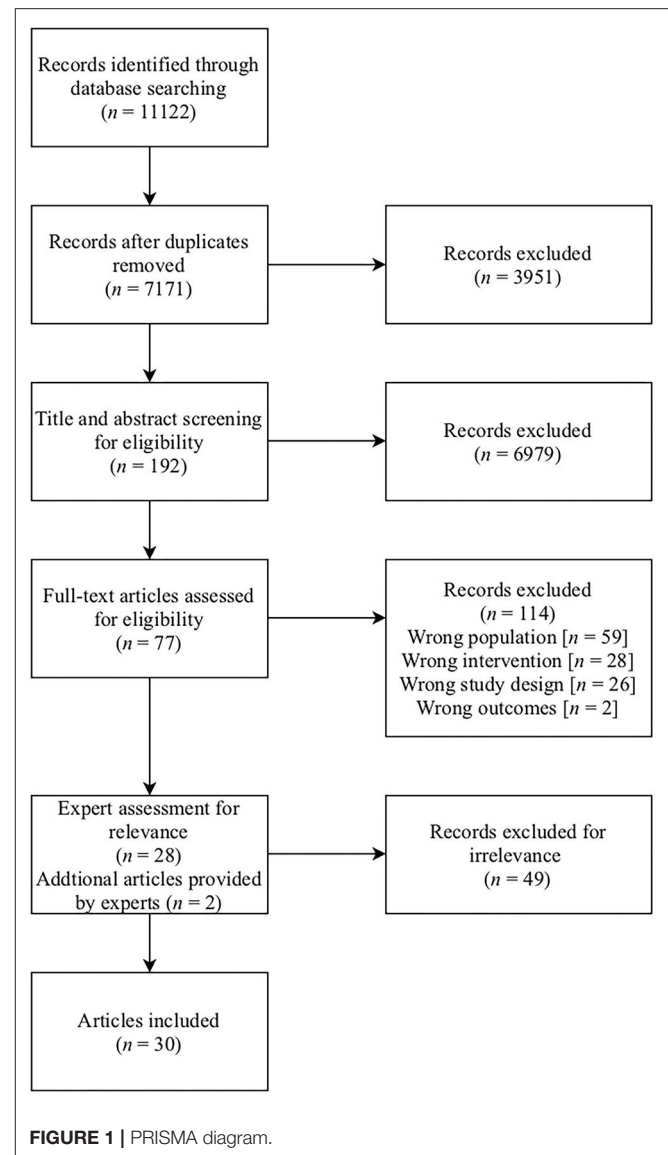 Records identified through
database searching
(n = 11122)
Records after duplicates
removed
(n = 7171)
Records excluded
(n = 3951)
Title and abstract screening
for eligibility
(n = 192)
Records excluded
(n = 6979)
Full-text articles assessed
for eligibility
(n = 77)
Records excluded
(n = 114)
Wrong population [n = 59]
Wrong intervention [n = 28]
Wrong study design [n = 26]
Wrong outcomes [n = 2]
Expert assessment for
relevance
(n = 28)
Addtional articles provided
by experts (n = 2)
Records excluded for
irrelevance
(n = 49)
Articles included
(n = 30)
FIGURE 1 | PRISMA diagram.